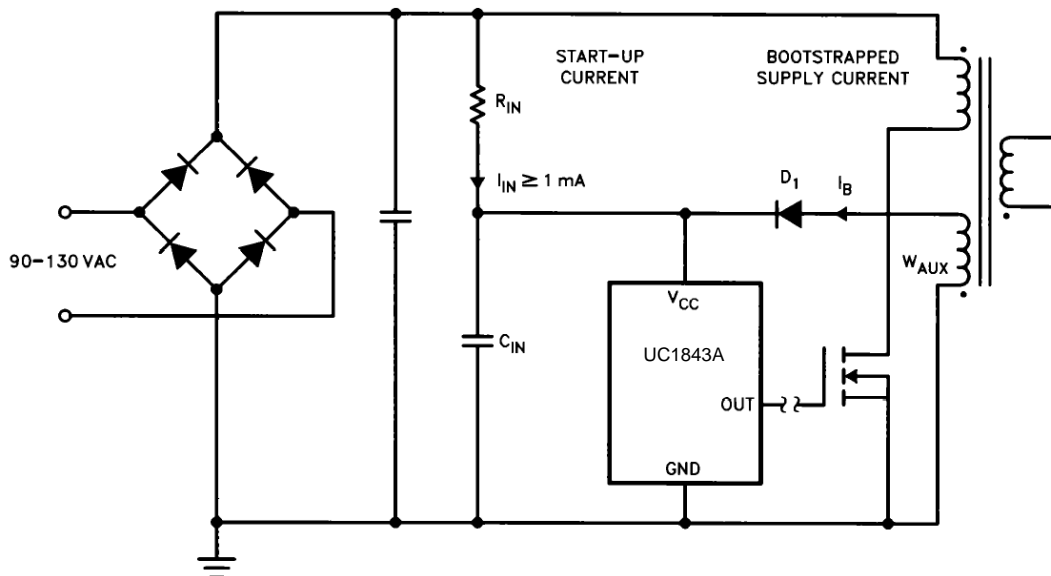 START-UP
CURRENT
BOOTSTRAPPED
SUPPLY CURRENT
R_IN
I_IN ≥ 1 mA
D_1
I_B
90-130 VAC
W_AUX
V_CC
C_IN
UC1843A
OUT
GND